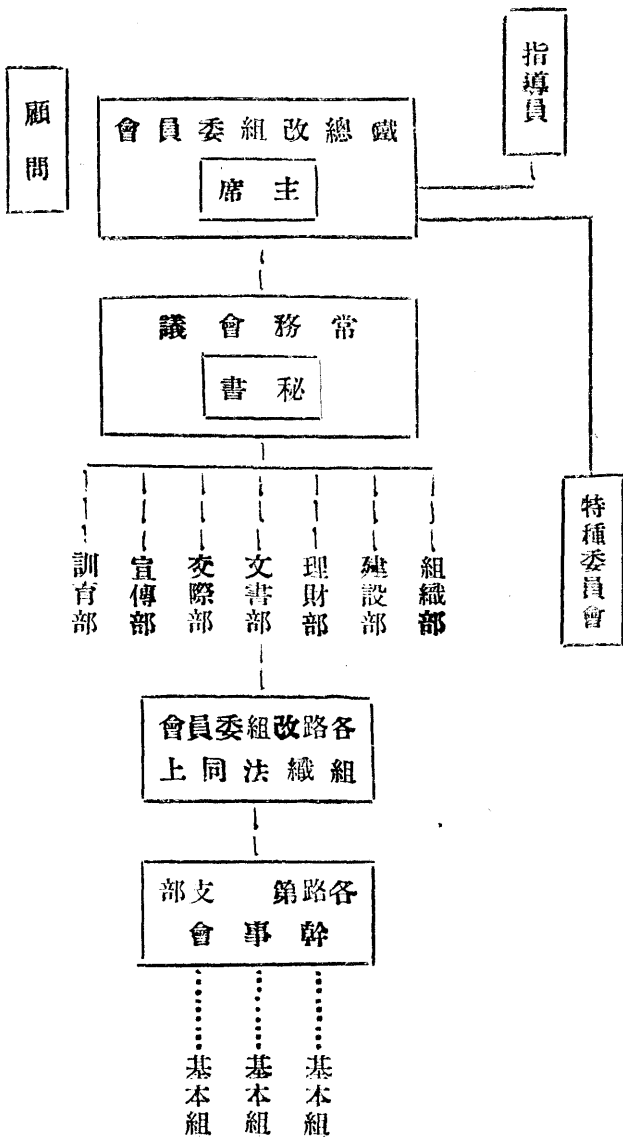 指導員
顧問
鐵總改組委員會
主席
常務會議
秘書
特種委員會
組織部
建設部
理財部
文書部
交際部
宣傳部
訓育部
各路改組委員會
組織法同上
各路第　支部
幹事會
基本組
基本組
基本組